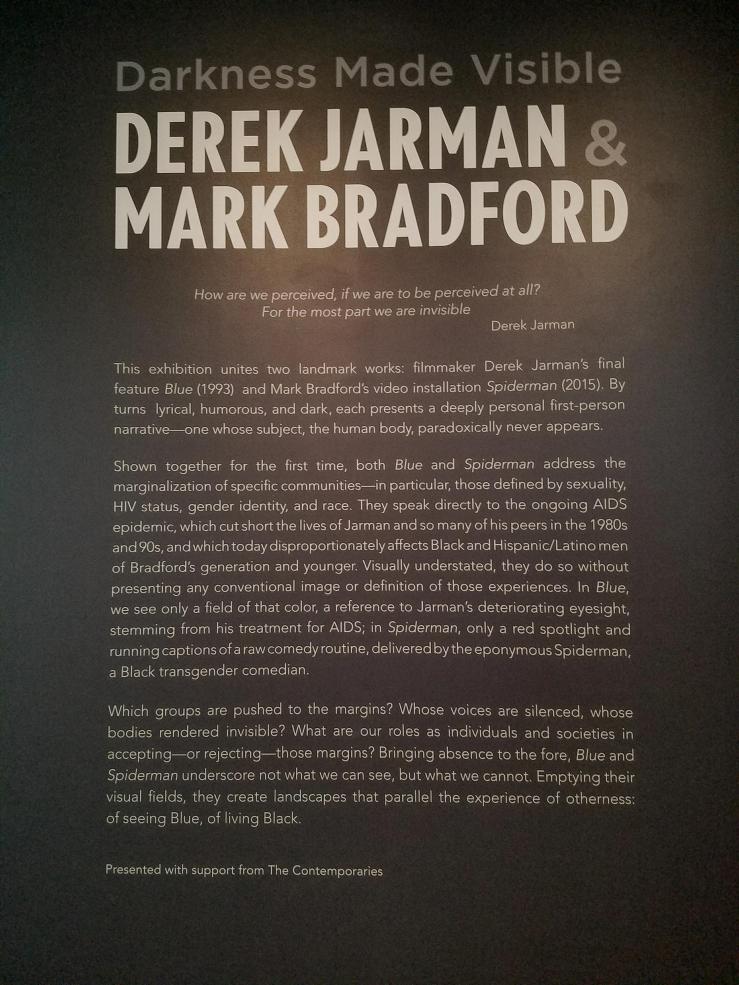 Darkness Made Visible
DEREK JARMAN &
MARK BRADFORD
How are we perceived, if we are to be perceived at all?
For the most part we are invisible
Derek Jarman
This exhibition unites two landmark works: filmmaker Derek Jarman's final
feature Blue (1993) and Mark Bradford's video installation Spiderman (2015). By
turns lyrical, humorous, and dark, each presents a deeply personal first-person
narrative—one whose subject, the human body, paradoxically never appears.
Shown together for the first time, both Blue and Spiderman address the
marginalization of specific communities—in particular, those defined by sexuality,
HIV status, gender identity, and race. They speak directly to the ongoing AIDS
epidemic, which cut short the lives of Jarman and so many of his peers in the 1980s
and 90s, and which today disproportionately affects Black and Hispanic/Latino men
of Bradford's generation and younger. Visually understated, they do so without
presenting any conventional image or definition of those experiences. In Blue,
we see only a field of that color, a reference to Jarman's deteriorating eyesight,
stemming from his treatment for AIDS; in Spiderman, only a red spotlight and
running captions of a raw comedy routine, delivered by the eponymous Spiderman,
a Black transgender comedian.
Which groups are pushed to the margins? Whose voices are silenced, whose
bodies rendered invisible? What are our roles as individuals and societies in
accepting—or rejecting—those margins? Bringing absence to the fore, Blue and
Spiderman underscore not what we can see, but what we cannot. Emptying their
visual fields, they create landscapes that parallel the experience of otherness:
of seeing Blue, of living Black.
Presented with support from The Contemporaries